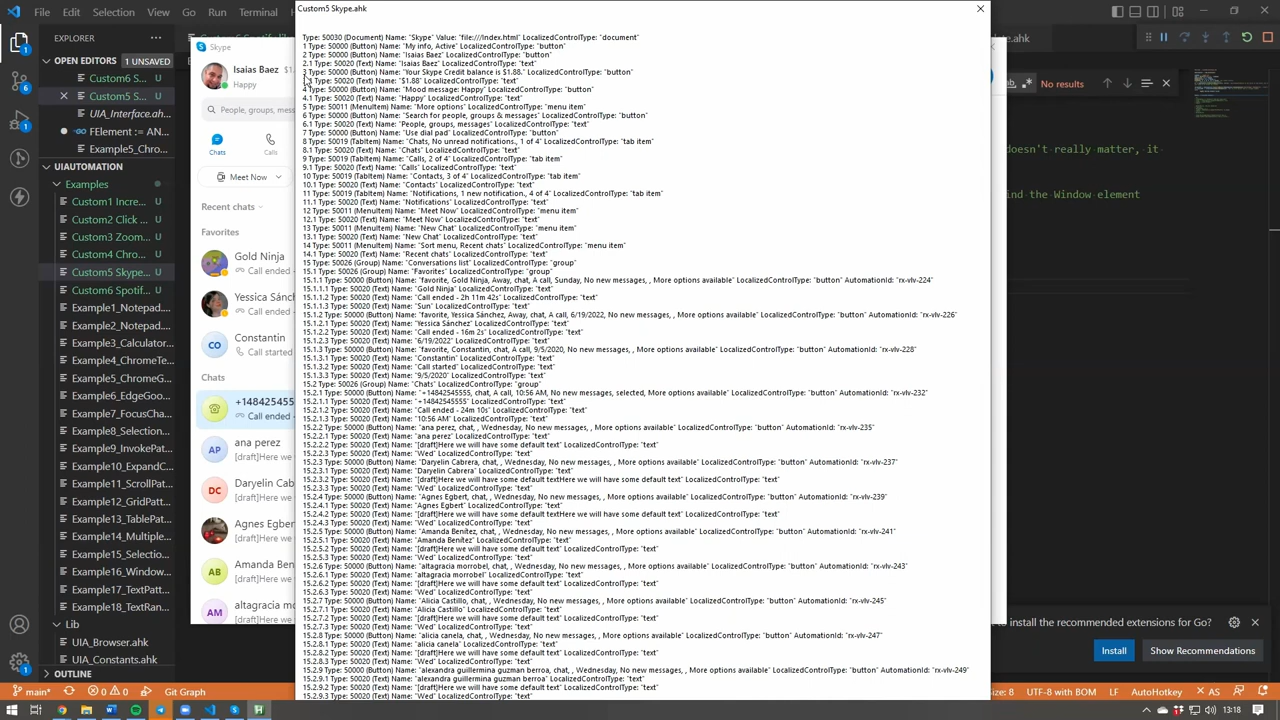 Custom5 Skype.ahk
Type: 50030 (Document) Name: "Skype" Value: "file:///Index.html" LocalizedControlType: "document"
1 Type: 50000 (Button) Name: "My info, Active" LocalizedControlType: "button"
2 Type: 50000 (Button) Name: "Isaias Baez" LocalizedControlType: "button"
2.1 Type: 50020 (Text) Name: "Isaias Baez" LocalizedControlType: "text"
3 Type: 50000 (Button) Name: "Your Skype Credit balance is $1.88." LocalizedControlType: "button"
Type: 50020 (Text) Name: "$1.88" LocalizedControlType: "text"
4 Type: 50000 (Button) Name: "Mood message: Happy" LocalizedControlType: "button"
4.1 Type: 50020 (Text) Name: "Happy" LocalizedControlType: "text"
5 Type: 50011 (MenuItem) Name: "More options" LocalizedControlType: "menu item"
6 Type: 50000 (Button) Name: "Search for people, groups & messages" LocalizedControlType: "button"
6.1 Type: 50020 (Text) Name: "People, groups, messages" LocalizedControlType: "text"
7 Type: 50000 (Button) Name: "Use dial pad" LocalizedControlType: "button"
8 Type: 50019 (TabItem) Name: "Chats, No unread notifications., 1 of 4" LocalizedControlType: "tab item"
8.1 Type: 50020 (Text) Name: "Chats" LocalizedControlType: "text"
9 Type: 50019 (TabItem) Name: "Calls, 2 of 4" LocalizedControlType: "tab item"
9.1 Type: 50020 (Text) Name: "Calls" LocalizedControlType: "text"
10 Type: 50019 (TabItem) Name: "Contacts, 3 of 4" LocalizedControlType: "tab item"
10.1 Type: 50020 (Text) Name: "Contacts" LocalizedControlType: "text"
11 Type: 50019 (TabItem) Name: "Notifications, 1 new notification., 4 of 4" LocalizedControlType: "tab item"
11.1 Type: 50020 (Text) Name: "Notifications" LocalizedControlType: "text"
12 Type: 50011 (MenuItem) Name: "Meet Now" LocalizedControlType: "menu item"
12.1 Type: 50020 (Text) Name: "Meet Now" LocalizedControlType: "text"
13 Type: 50011 (MenuItem) Name: "New Chat" LocalizedControlType: "menu item"
13.1 Type: 50020 (Text) Name: "New Chat" LocalizedControlType: "text"
14 Type: 50011 (MenuItem) Name: "Sort menu, Recent chats" LocalizedControlType: "menu item"
14.1 Type: 50020 (Text) Name: "Recent chats" LocalizedControlType: "text"
15 Type: 50026 (Group) Name: "Conversations list" LocalizedControlType: "group"
15.1 Type: 50026 (Group) Name: "Favorites" LocalizedControlType: "group"
15.1.1 Type: 50000 (Button) Name: "favorite, Gold Ninja, Away, chat, A call, Sunday, No new messages, , More options available" LocalizedControlType: "button" AutomationId: "rx-vlv-224"
15.1.1.1 Type: 50020 (Text) Name: "Gold Ninja" LocalizedControlType: "text"
15.1.1.2 Type: 50020 (Text) Name: "Call ended - 2h 11m 42s" LocalizedControlType: "text"
15.1.1.3 Type: 50020 (Text) Name: "Sun" LocalizedControlType: "text"
15.1.2 Type: 50000 (Button) Name: "favorite, Yessica Sánchez, Away, chat, A call, 6/19/2022, No new messages, , More options available" LocalizedControlType: "button" AutomationId: "rx-vlv-226"
15.1.2.1 Type: 50020 (Text) Name: "Yessica Sánchez" LocalizedControlType: "text"
15.1.2.2 Type: 50020 (Text) Name: "Call ended - 16m 2s" LocalizedControlType: "text"
15.1.2.3 Type: 50020 (Text) Name: "6/19/2022" LocalizedControlType: "text"
15.1.3 Type: 50000 (Button) Name: "favorite, Constantin, chat, A call, 9/5/2020, No new messages, , More options available" LocalizedControlType: "button" AutomationId: "rx-vlv-228"
15.1.3.1 Type: 50020 (Text) Name: "Constantin" LocalizedControlType: "text"
15.1.3.2 Type: 50020 (Text) Name: "Call started" LocalizedControlType: "text"
15.1.3.3 Type: 50020 (Text) Name: "9/5/2020" LocalizedControlType: "text"
15.2 Type: 50026 (Group) Name: "Chats" LocalizedControlType: "group"
15.2.1 Type: 50000 (Button) Name: "+14842545555, chat, A call, 10:56 AM, No new messages, selected, More options available" LocalizedControlType: "button" AutomationId: "rx-vlv-232"
15.2.1.1 Type: 50020 (Text) Name: "+14842545555" LocalizedControlType: "text"
15.2.1.2 Type: 50020 (Text) Name: "Call ended - 24m 10s" LocalizedControlType: "text"
15.2.1.3 Type: 50020 (Text) Name: "10:56 AM" LocalizedControlType: "text"
15.2.2 Type: 50000 (Button) Name: "ana perez, chat, , Wednesday, No new messages, , More options available" LocalizedControlType: "button" AutomationId: "rx-vlv-235"
15.2.2.1 Type: 50020 (Text) Name: "ana perez" LocalizedControlType: "text"
15.2.2.2 Type: 50020 (Text) Name: "[draft]Here we will have some default text" LocalizedControlType: "text"
15.2.2.3 Type: 50020 (Text) Name: "Wed" LocalizedControlType: "text"
15.2.3 Type: 50000 (Button) Name: "Daryelin Cabrera, chat, , Wednesday, No new messages, , More options available" LocalizedControlType: "button" AutomationId: "rx-vlv-237"
15.2.3.1 Type: 50020 (Text) Name: "Daryelin Cabrera" LocalizedControlType: "text"
15.2.3.2 Type: 50020 (Text) Name: "[draft]Here we will have some default textHere we will have some default text" LocalizedControlType: "text"
15.2.3.3 Type: 50020 (Text) Name: "Wed" LocalizedControlType: "text"
15.2.4 Type: 50000 (Button) Name: "Agnes Egbert, chat, , Wednesday, No new messages, , More options available" LocalizedControlType: "button" AutomationId: "rx-vlv-239"
15.2.4.1 Type: 50020 (Text) Name: "Agnes Egbert" LocalizedControlType: "text"
15.2.4.2 Type: 50020 (Text) Name: "[draft]Here we will have some default textHere we will have some default text" LocalizedControlType: "text"
15.2.4.3 Type: 50020 (Text) Name: "Wed" LocalizedControlType: "text"
15.2.5 Type: 50000 (Button) Name: "Amanda Benítez, chat, , Wednesday, No new messages, , More options available" LocalizedControlType: "button" AutomationId: "rx-vlv-241"
15.2.5.1 Type: 50020 (Text) Name: "Amanda Benítez" LocalizedControlType: "text"
15.2.5.2 Type: 50020 (Text) Name: "[draft]Here we will have some default text" LocalizedControlType: "text"
15.2.5.3 Type: 50020 (Text) Name: "Wed" LocalizedControlType: "text"
15.2.6 Type: 50000 (Button) Name: "altagracia morrobel, chat, , Wednesday, No new messages, , More options available" LocalizedControlType: "button" AutomationId: "rx-vlv-243"
15.2.6.1 Type: 50020 (Text) Name: "altagracia morrobel" LocalizedControlType: "text"
15.2.6.2 Type: 50020 (Text) Name: "[draft]Here we will have some default text" LocalizedControlType: "text"
15.2.6.3 Type: 50020 (Text) Name: "Wed" LocalizedControlType: "text"
15.2.7 Type: 50000 (Button) Name: "Alicia Castillo, chat, , Wednesday, No new messages, , More options available" LocalizedControlType: "button" AutomationId: "rx-vlv-245"
15.2.7.1 Type: 50020 (Text) Name: "Alicia Castillo" LocalizedControlType: "text"
15.2.7.2 Type: 50020 (Text) Name: "[draft]Here we will have some default text" LocalizedControlType: "text"
15.2.7.3 Type: 50020 (Text) Name: "Wed" LocalizedControlType: "text"
15.2.8 Type: 50000 (Button) Name: "alicia canela, chat, , Wednesday, No new messages, , More options available" LocalizedControlType: "button" AutomationId: "rx-vlv-247"
15.2.8.1 Type: 50020 (Text) Name: "alicia canela" LocalizedControlType: "text"
15.2.8.2 Type: 50020 (Text) Name: "[draft]Here we will have some default text" LocalizedControlType: "text"
15.2.8.3 Type: 50020 (Text) Name: "Wed" LocalizedControlType: "text"
15.2.9 Type: 50000 (Button) Name: "alexandra guillermina guzman berroa, chat, , Wednesday, No new messages, , More options available" LocalizedControlType: "button" AutomationId: "rx-vlv-249"
15.2.9.1 Type: 50020 (Text) Name: "alexandra guillermina guzman berroa" LocalizedControlType: "text"
15.2.9.2 Type: 50020 (Text) Name: "[draft]Here we will have some default text" LocalizedControlType: "text"
15.2.9.3 Type: 50020 (Text) Name: "Wed" LocalizedControlType: "text"
EXPLORER
Skype
Isaias Baez $1.
Happy
People, groups, mess
Chats
Calls
Meet Now
Recent chats
Favorites
Gold Ninja
Call ended -
Yessica Sánch
Call ended
CO
Constantin
Call started
Chats
+1484254555
Call ended
AP
ana perez
[draft]Here we
DC
Daryelin Cab
[draft]Here we
Agnes Egber
[draft]Here we
AB
Amanda Ben
[draft]Here we
AM
altagracia mo
UIA-v2
Examples
Custom4 Zoo...
Custom5 Skyp...
Custom6 Spotif...
Example8_Section...
Example11_ScrollPat...
Example13_TablePat...
Example17_TextPatt...
Example18_TextRan...
Lib
UIA_Constants...
main*
No results
install the recommended extensions for Python?
Install
Show Recommendations
Size: 4
UTF-8 with BOM